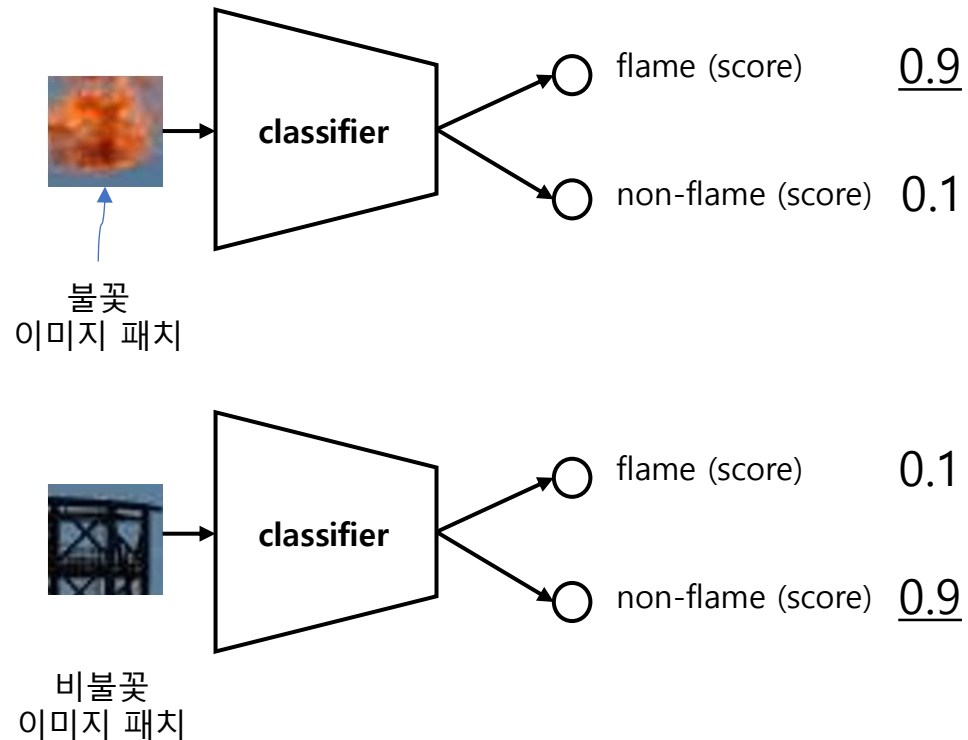 flame (score) 0.9
classifier
non-flame (score) 0.1
불꽃
이미지 패치
flame (score) 0.1
classifier
non-flame (score) 0.9
비불꽃
이미지 패치